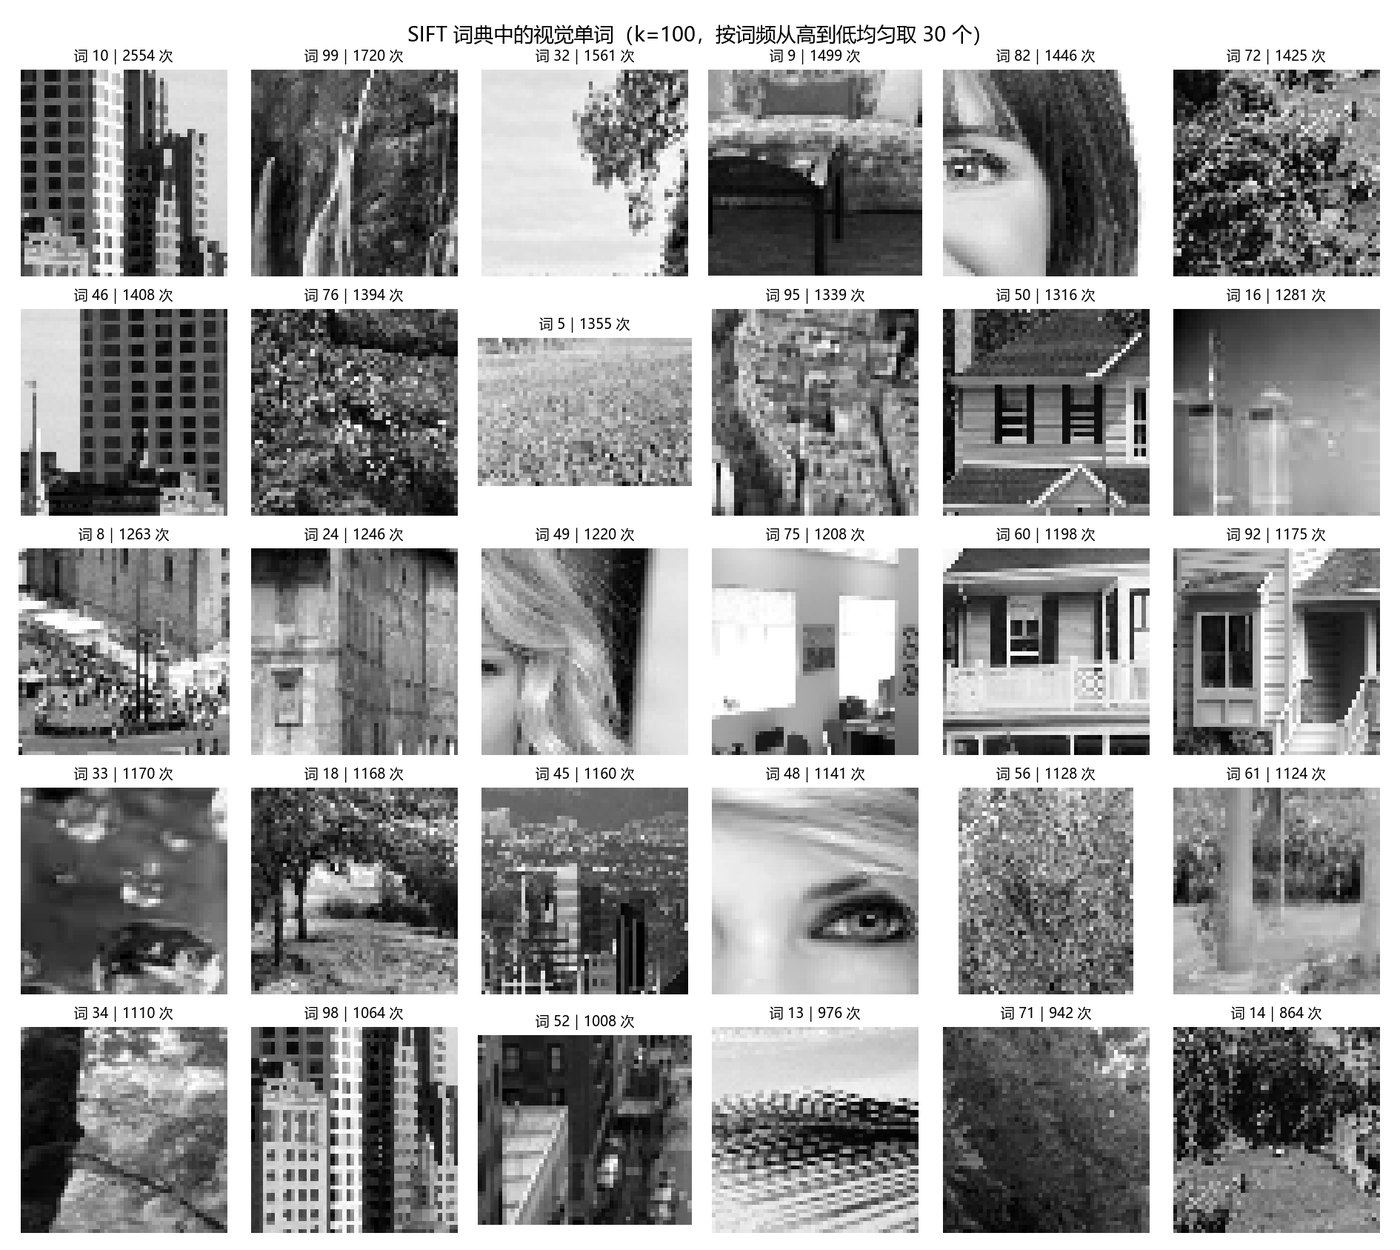 SIFT 词典中的视觉单词（k=100，按词频从高到低均匀取 30 个）
词 10 | 2554 次
词 99 | 1720 次
词 32 | 1561 次
词 9 | 1499 次
词 82 | 1446 次
词 72 | 1425 次
词 46 | 1408 次
词 76 | 1394 次
词 5 | 1355 次
词 95 | 1339 次
词 50 | 1316 次
词 16 | 1281 次
词 8 | 1263 次
词 24 | 1246 次
词 49 | 1220 次
词 75 | 1208 次
词 60 | 1198 次
词 92 | 1175 次
词 33 | 1170 次
词 18 | 1168 次
词 45 | 1160 次
词 48 | 1141 次
词 56 | 1128 次
词 61 | 1124 次
词 34 | 1110 次
词 98 | 1064 次
词 52 | 1008 次
词 13 | 976 次
词 71 | 942 次
词 14 | 864 次